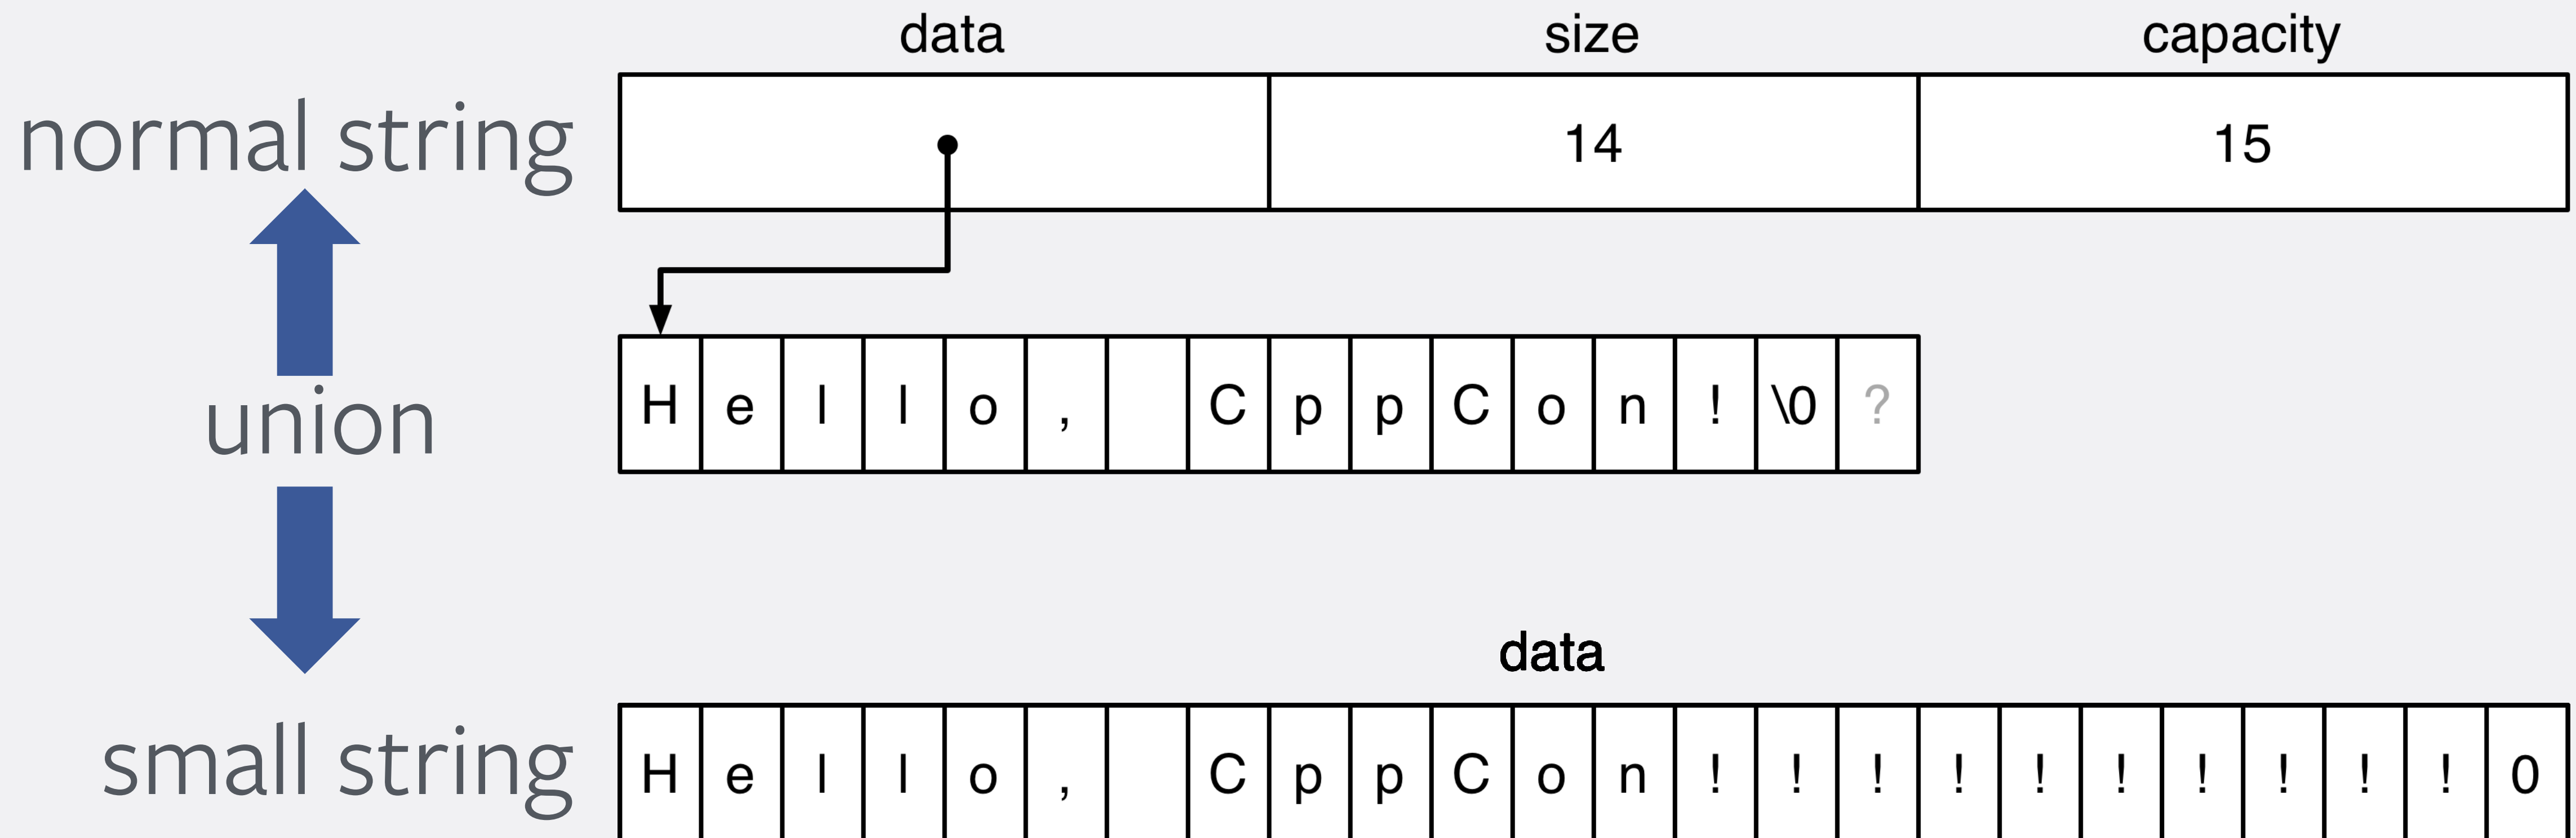 data size capacity
normal string 14 15
union H e l l o , C p p C o n ! \0 ?
data
small string H e l l o , C p p C o n ! ! ! ! ! ! ! ! ! ! 0